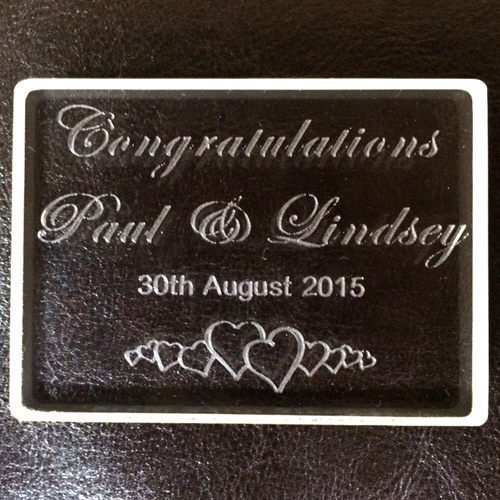 Congratulations
Paul & Lindsey
30th August 2015